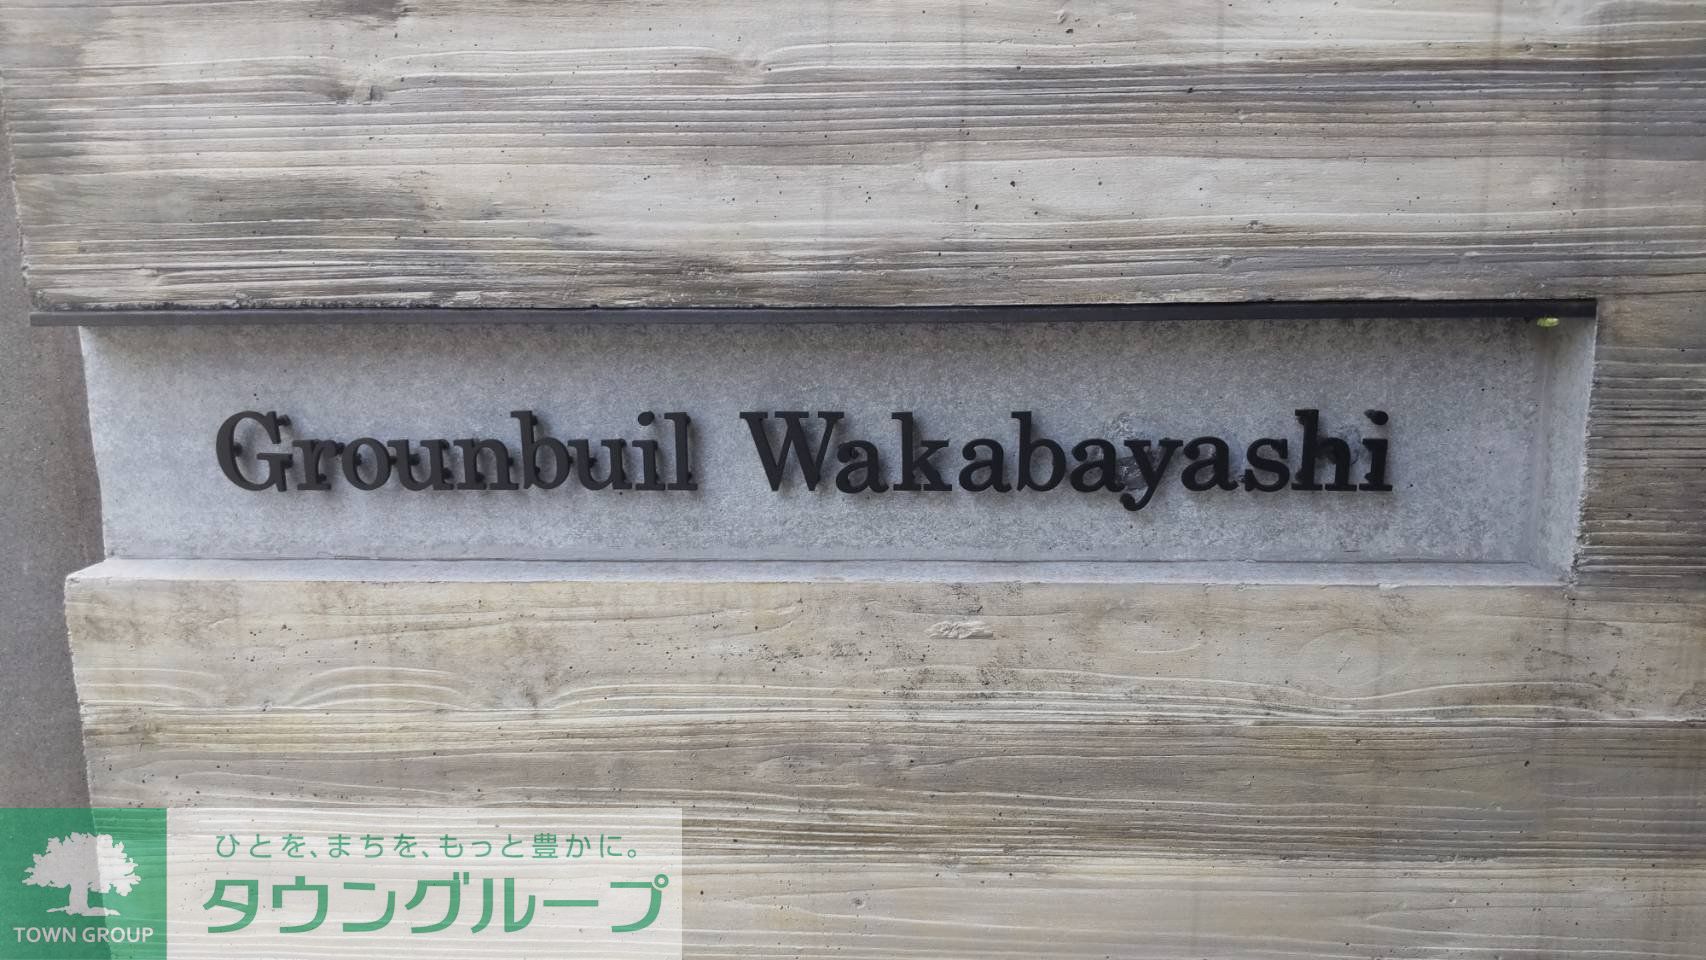 Grounbuil Wakabayashi
ひとを、まちを、もっと豊かに。
タウングループ
TOWN GROUP